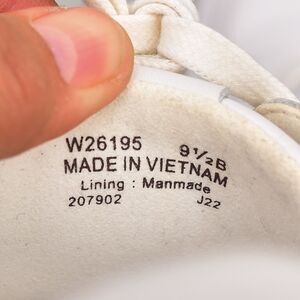 W26195 9½B
MADE IN VIETNAM
Lining : Manmade
207902 J22